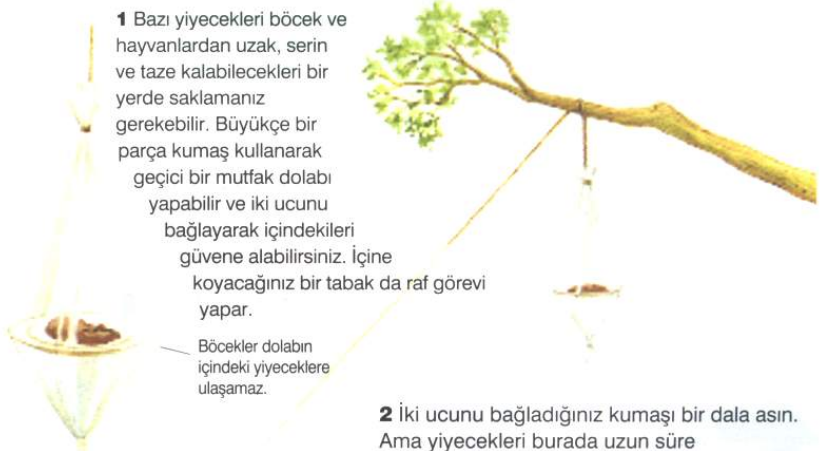 1 Bazı yiyecekleri böcek ve
hayvanlardan uzak, serin
ve taze kalabilecekleri bir
yerde saklamanız
gerekebilir. Büyükçe bir
parça kumaş kullanarak
geçici bir mutfak dolabı
yapabilir ve iki ucunu
bağlayarak içindekileri
güvene alabilirsiniz. İçine
koyacağınız bir tabak da raf görevi
yapar.
Böcekler dolabın
içindeki yiyeceklere
ulaşamaz.
2 İki ucunu bağladığınız kumaşı bir dala asın.
Ama yiyecekleri burada uzun süre